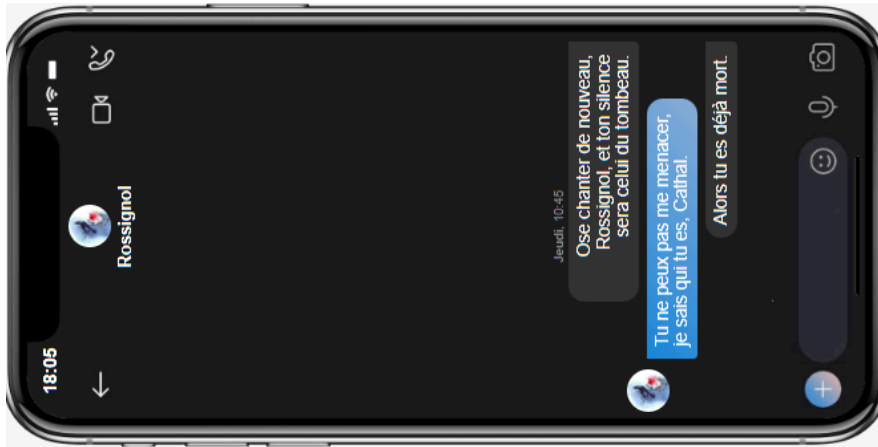 18:05
Rossignol
Jeudi, 10:45
Ose chanter de nouveau,
Rossignol, et ton silence
sera celui du tombeau.
Tu ne peux pas me menacer,
je sais qui tu es, Cathal.
Alors tu es déjà mort.